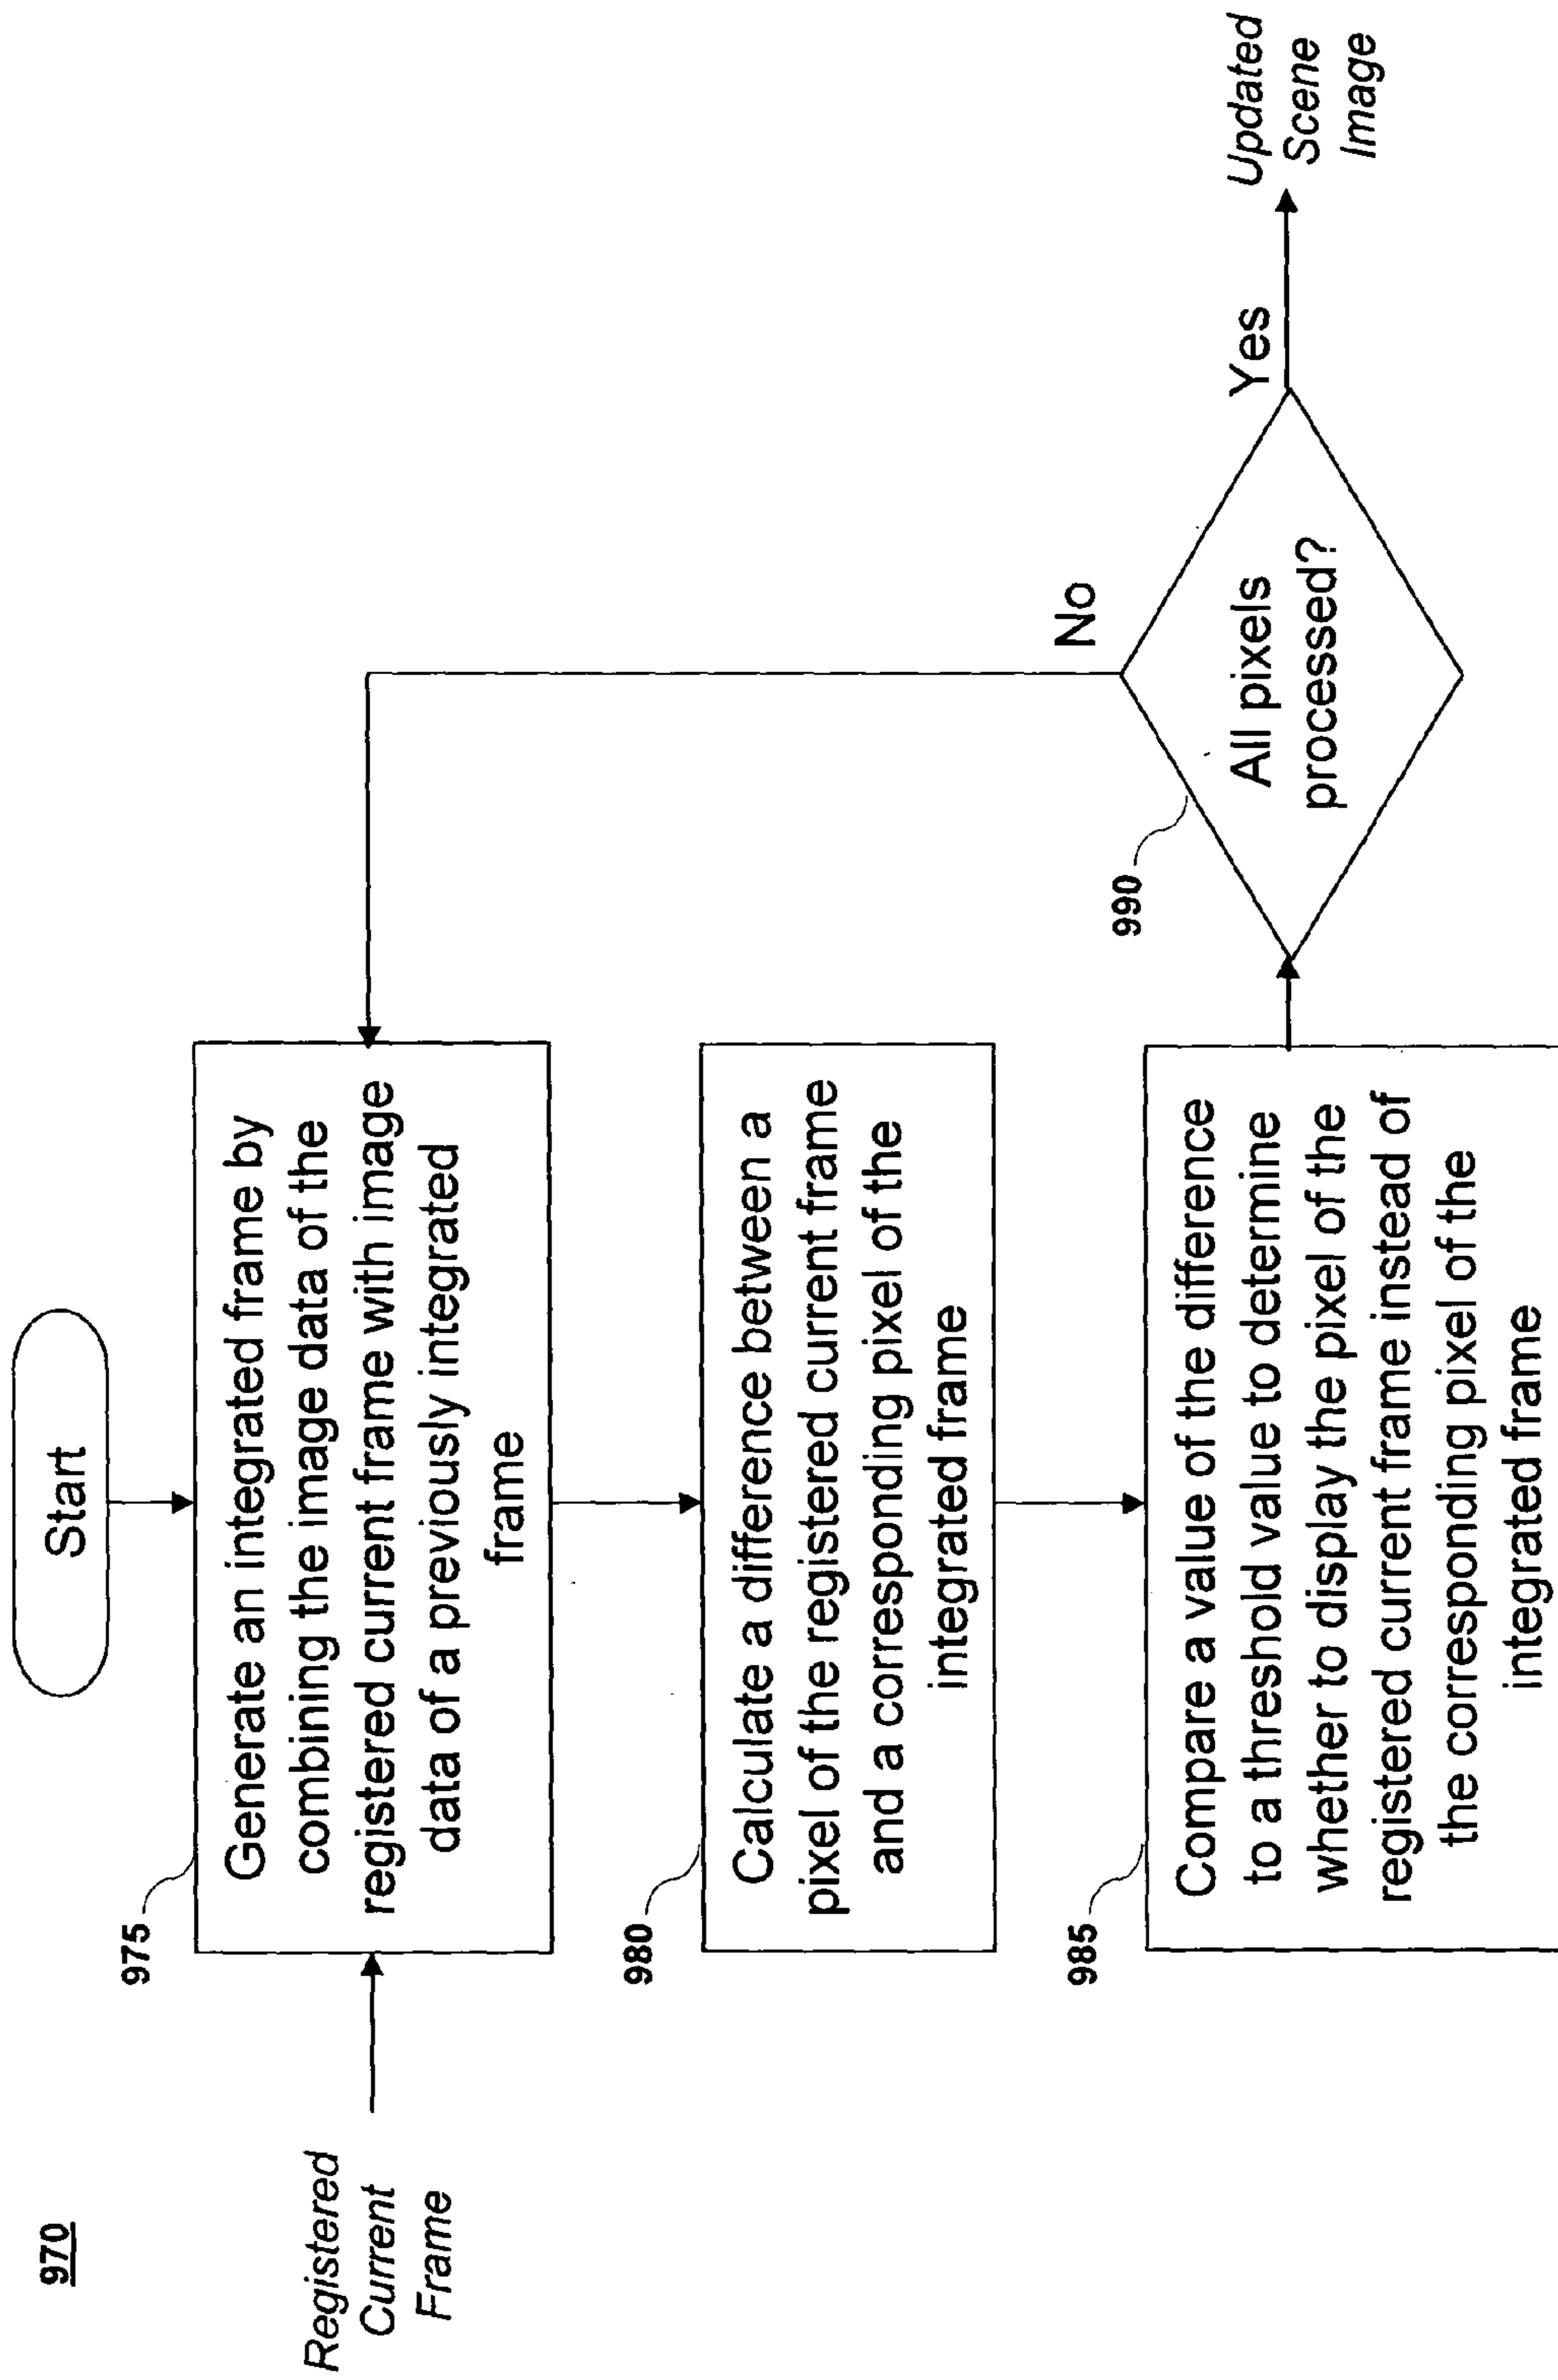 970
Start
Registered
Current
Frame
975
Generate an integrated frame by
combining the image data of the
registered current frame with image
data of a previously integrated
frame
980
Calculate a difference between a
pixel of the registered current frame
and a corresponding pixel of the
integrated frame
985
Compare a value of the difference
to a threshold value to determine
whether to display the pixel of the
registered current frame instead of
the corresponding pixel of the
integrated frame
990
All pixels
processed?
No
Yes
Updated
Scene
Image